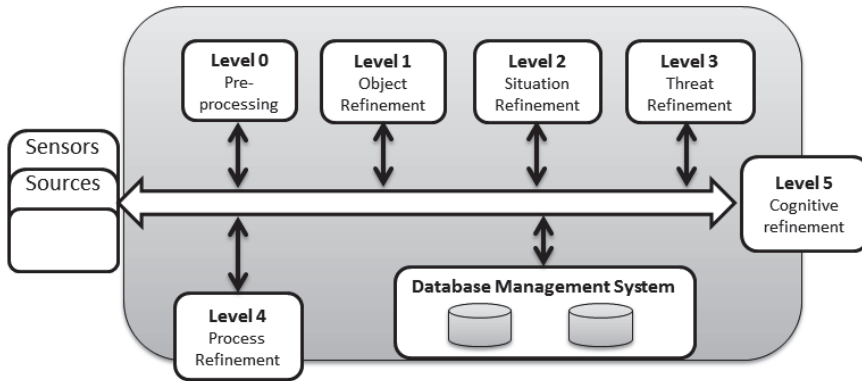 Level 0
Pre-
processing
Level 1
Object
Refinement
Level 2
Situation
Refinement
Level 3
Threat
Refinement
Sensors
Sources
Level 5
Cognitive
refinement
Level 4
Process
Refinement
Database Management System